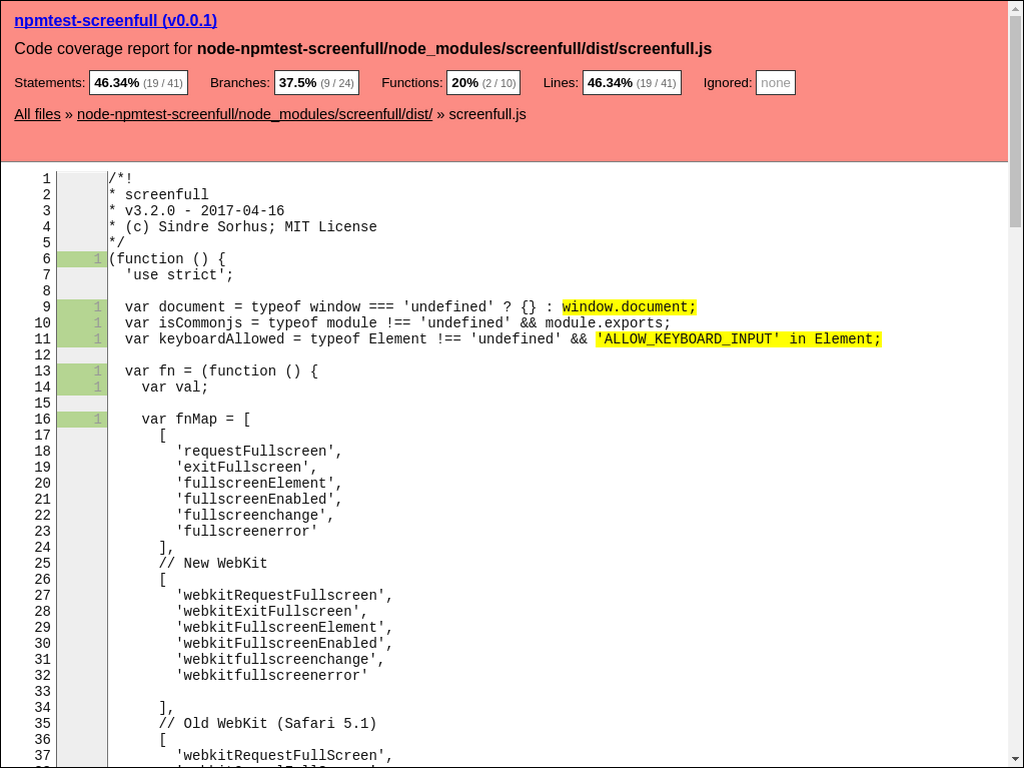 npmtest-screenfull (v0.0.1)
Code coverage report for node-npmtest-screenfull/node_modules/screenfull/dist/screenfull.js
Statements: 46.34% (19 / 41) Branches: 37.5% (9 / 24) Functions: 20% (2 / 10) Lines: 46.34% (19 / 41) Ignored: none
All files » node-npmtest-screenfull/node_modules/screenfull/dist/ » screenfull.js
1 /*!
2 * screenfull
3 * v3.2.0 - 2017-04-16
4 * (c) Sindre Sorhus; MIT License
5 */
6 1 (function () {
7 'use strict';
8
9 1 var document = typeof window === 'undefined' ? {} : window.document;
10 1 var isCommonjs = typeof module !== 'undefined' && module.exports;
11 1 var keyboardAllowed = typeof Element !== 'undefined' && 'ALLOW_KEYBOARD_INPUT' in Element;
12
13 1 var fn = (function () {
14 1 var val;
15
16 1 var fnMap = [
17 [
18 'requestFullscreen',
19 'exitFullscreen',
20 'fullscreenElement',
21 'fullscreenEnabled',
22 'fullscreenchange',
23 'fullscreenerror'
24 ],
25 // New WebKit
26 [
27 'webkitRequestFullscreen',
28 'webkitExitFullscreen',
29 'webkitFullscreenElement',
30 'webkitFullscreenEnabled',
31 'webkitfullscreenchange',
32 'webkitfullscreenerror'
33
34 ],
35 // Old WebKit (Safari 5.1)
36 [
37 'webkitRequestFullScreen',